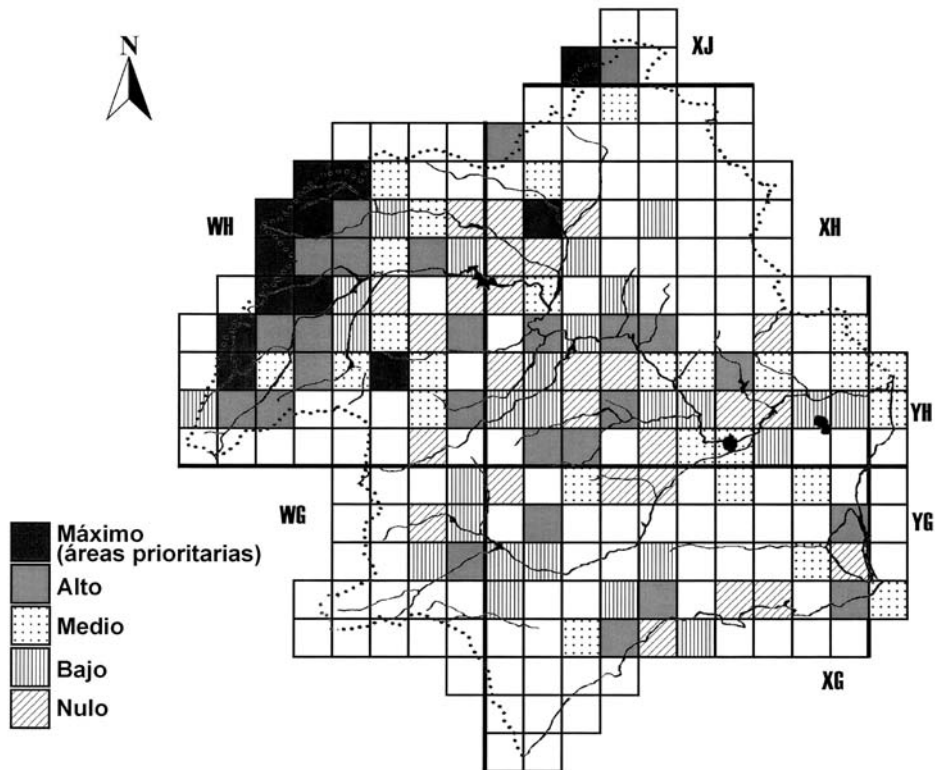 N
XJ
WH
XH
YH
WG
YG
XG
Máximo
(áreas prioritarias)
Alto
Medio
Bajo
Nulo